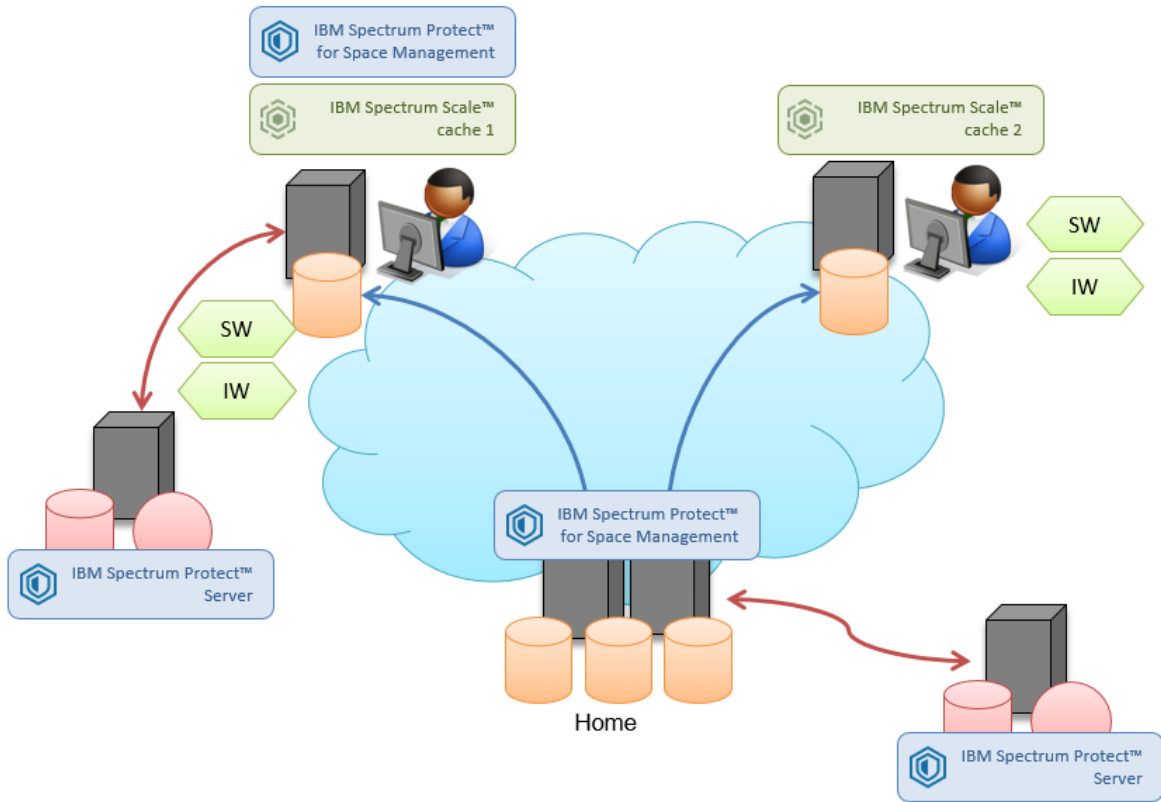 IBM Spectrum Protect™
for Space Management
IBM Spectrum Scale™
cache 1
IBM Spectrum Scale™
cache 2
SW
IW
SW
IW
IBM Spectrum Protect™
for Space Management
IBM Spectrum Protect™
Server
Home
IBM Spectrum Protect™
Server